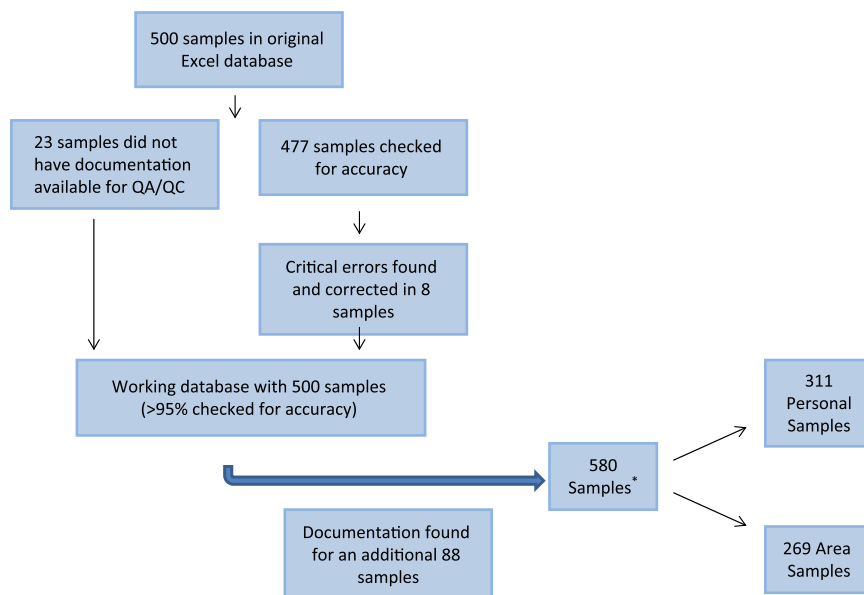 500 samples in original
Excel database
23 samples did not
have documentation
available for QA/QC
477 samples checked
for accuracy
Critical errors found
and corrected in 8
samples
Working database with 500 samples
(>95% checked for accuracy)
580
Samples*
311
Personal
Samples
Documentation found
for an additional 88
samples
269 Area
Samples